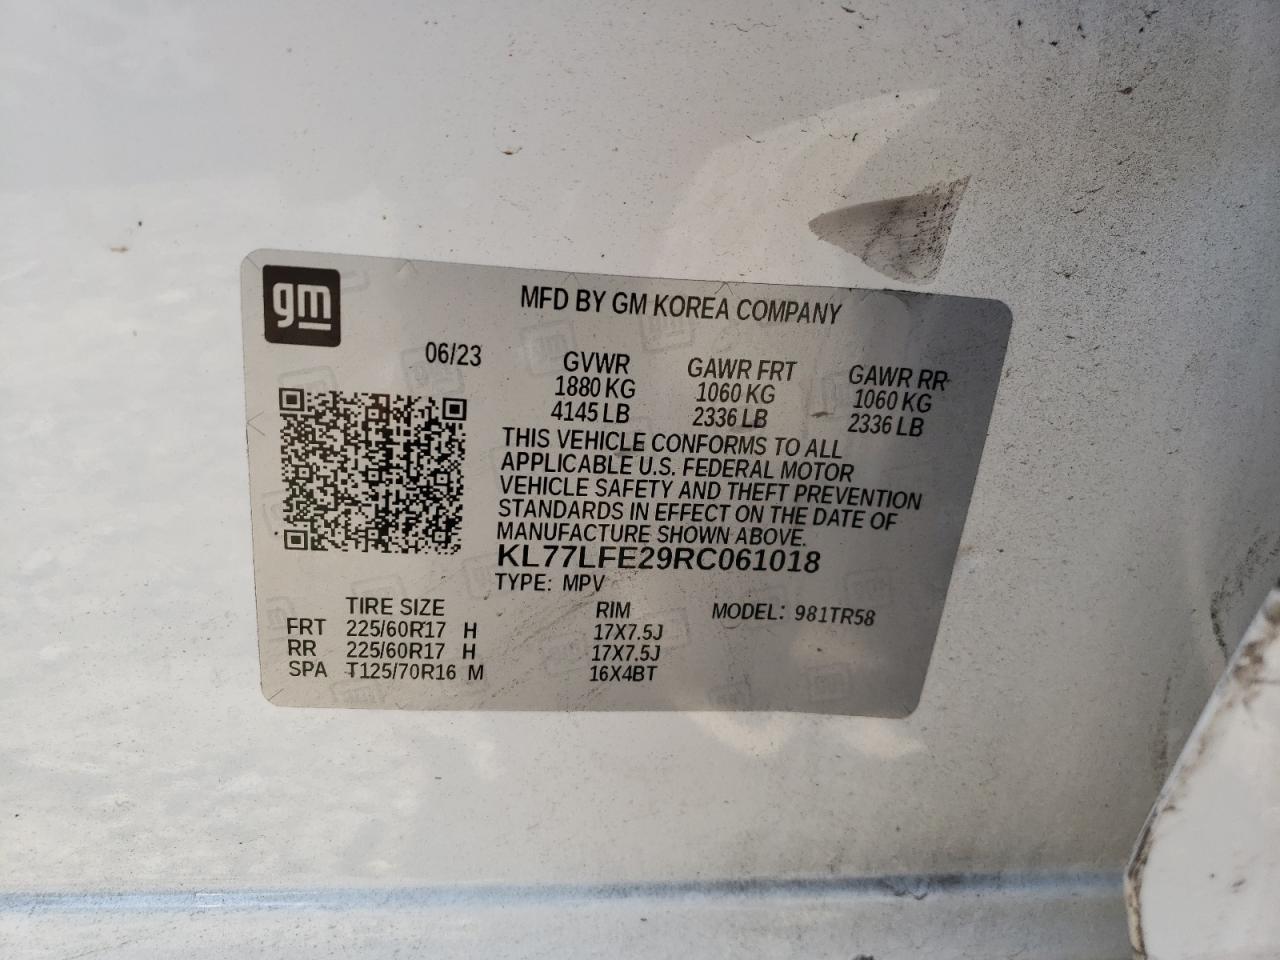 gm
MFD BY GM KOREA COMPANY
06/23
GVWR GAWR FRT GAWR RR
1880 KG 1060 KG 1060 KG
4145 LB 2336 LB 2336 LB
THIS VEHICLE CONFORMS TO ALL
APPLICABLE U.S. FEDERAL MOTOR
VEHICLE SAFETY AND THEFT PREVENTION
STANDARDS IN EFFECT ON THE DATE OF
MANUFACTURE SHOWN ABOVE.
KL77LFE29RC061018
TYPE: MPV
TIRE SIZE RIM MODEL: 981TR58
FRT 225/60R17 H 17X7.5J
RR 225/60R17 H 17X7.5J
SPA T125/70R16 M 16X4BT